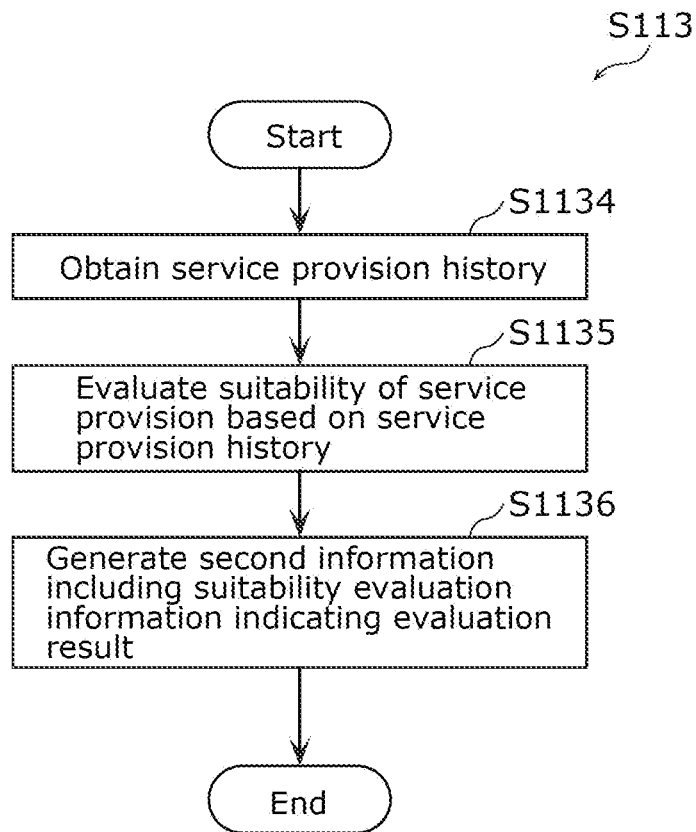 S113
Start
S1134
Obtain service provision history
S1135
Evaluate suitability of service
provision based on service
provision history
S1136
Generate second information
including suitability evaluation
information indicating evaluation
result
End